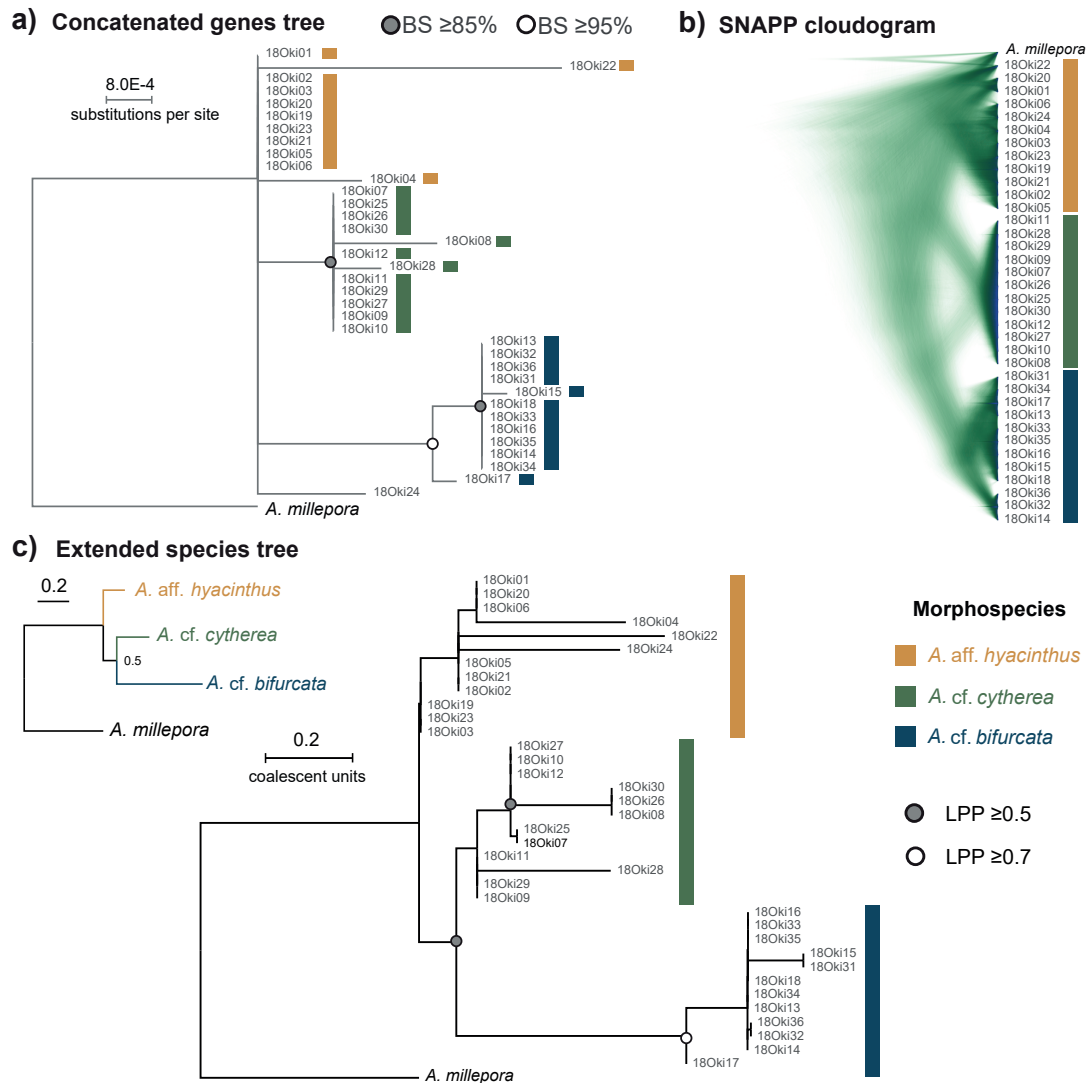 a) Concatenated genes tree
BS ≥85%
BS ≥95%
8.0E-4
substitutions per site
18Oki01
18Oki22
18Oki02
18Oki03
18Oki20
18Oki19
18Oki23
18Oki21
18Oki05
18Oki06
18Oki04
18Oki07
18Oki25
18Oki26
18Oki30
18Oki08
18Oki12
18Oki28
18Oki11
18Oki29
18Oki27
18Oki09
18Oki10
18Oki13
18Oki32
18Oki36
18Oki31
18Oki15
18Oki18
18Oki33
18Oki16
18Oki35
18Oki14
18Oki34
18Oki17
18Oki24
A. millepora
b) SNAPP cloudogram
A. millepora
18Oki22
18Oki20
18Oki01
18Oki06
18Oki24
18Oki04
18Oki03
18Oki23
18Oki19
18Oki21
18Oki02
18Oki05
18Oki11
18Oki28
18Oki29
18Oki09
18Oki07
18Oki26
18Oki25
18Oki30
18Oki12
18Oki27
18Oki10
18Oki08
18Oki31
18Oki34
18Oki17
18Oki13
18Oki33
18Oki35
18Oki16
18Oki15
18Oki18
18Oki36
18Oki32
18Oki14
c) Extended species tree
0.2
A. aff. hyacinthus
A. cf. cytherea
0.5
A. cf. bifurcata
A. millepora
0.2
coalescent units
18Oki01
18Oki20
18Oki06
18Oki04
18Oki22
18Oki24
18Oki05
18Oki21
18Oki02
18Oki19
18Oki23
18Oki03
18Oki27
18Oki10
18Oki12
18Oki30
18Oki26
18Oki08
18Oki25
18Oki07
18Oki11
18Oki28
18Oki29
18Oki09
18Oki16
18Oki33
18Oki35
18Oki15
18Oki31
18Oki18
18Oki34
18Oki13
18Oki36
18Oki32
18Oki14
18Oki17
A. millepora
Morphospecies
A. aff. hyacinthus
A. cf. cytherea
A. cf. bifurcata
LPP ≥0.5
LPP ≥0.7